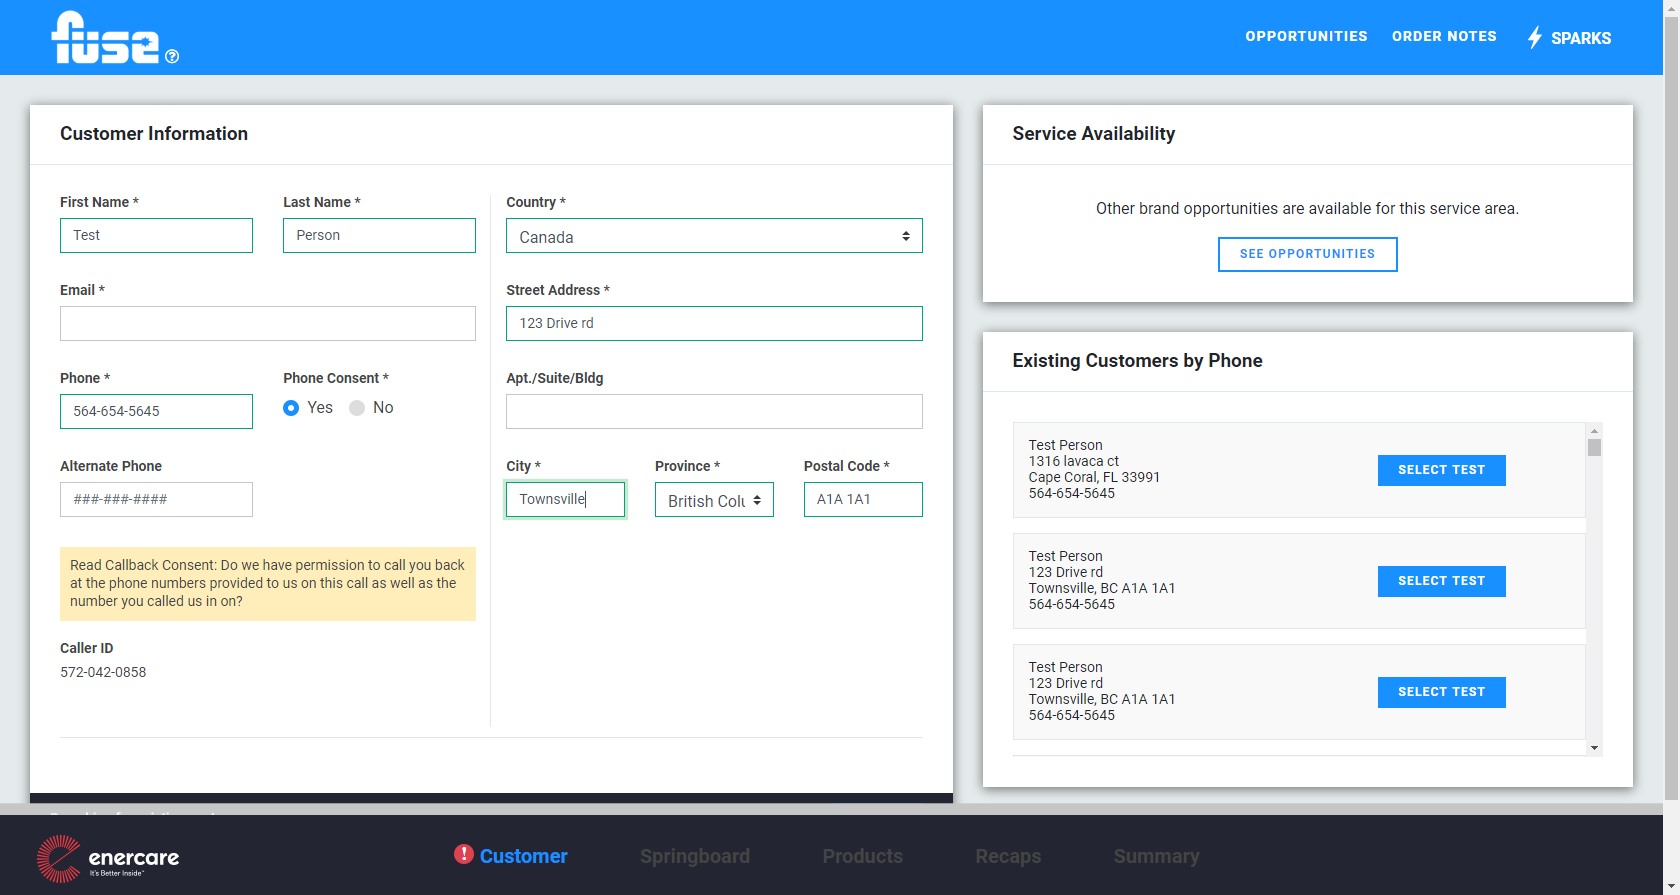 fuse
OPPORTUNITIES
ORDER NOTES
SPARKS
Customer Information
First Name *
Last Name *
Test
Person
Email *
Phone *
Phone Consent *
564-654-5645
Yes
No
Alternate Phone
###-###-####
Read Callback Consent: Do we have permission to call you back
at the phone numbers provided to us on this call as well as the
number you called us in on?
Caller ID
572-042-0858
Country *
Canada
Street Address *
123 Drive rd
Apt./Suite/Bldg
City *
Province *
Postal Code *
Townsville
British Colu
A1A 1A1
Service Availability
Other brand opportunities are available for this service area.
SEE OPPORTUNITIES
Existing Customers by Phone
Test Person
1316 lavaca ct
Cape Coral, FL 33991
564-654-5645
SELECT TEST
Test Person
123 Drive rd
Townsville, BC A1A 1A1
564-654-5645
SELECT TEST
Test Person
123 Drive rd
Townsville, BC A1A 1A1
564-654-5645
SELECT TEST
enercare
It's Better Inside™
Customer
Springboard
Products
Recaps
Summary